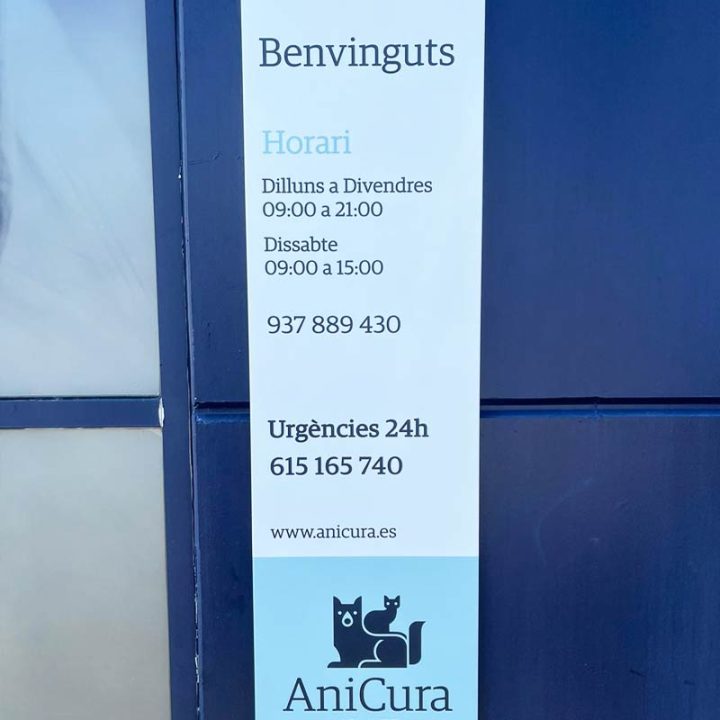 Benvinguts
Horari
Dilluns a Divendres
09:00 a 21:00
Dissabte
09:00 a 15:00
937 889 430
Urgències 24h
615 165 740
www.anicura.es
AniCura